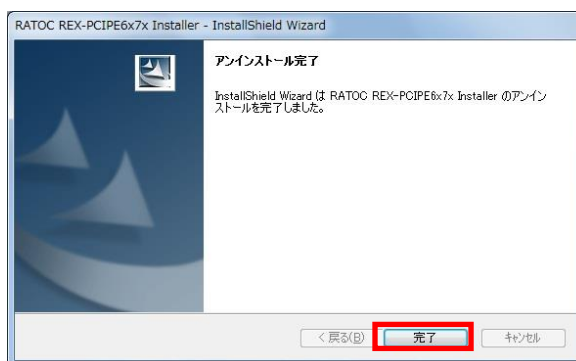 RATOC REX-PCIPE6x7x Installer - InstallShield Wizard
アンインストール完了
InstallShield Wizard は RATOC REX-PCIPE6x7x Installer のアンイン
ストールを完了しました。
< 戻る(B)
完了
キャンセル